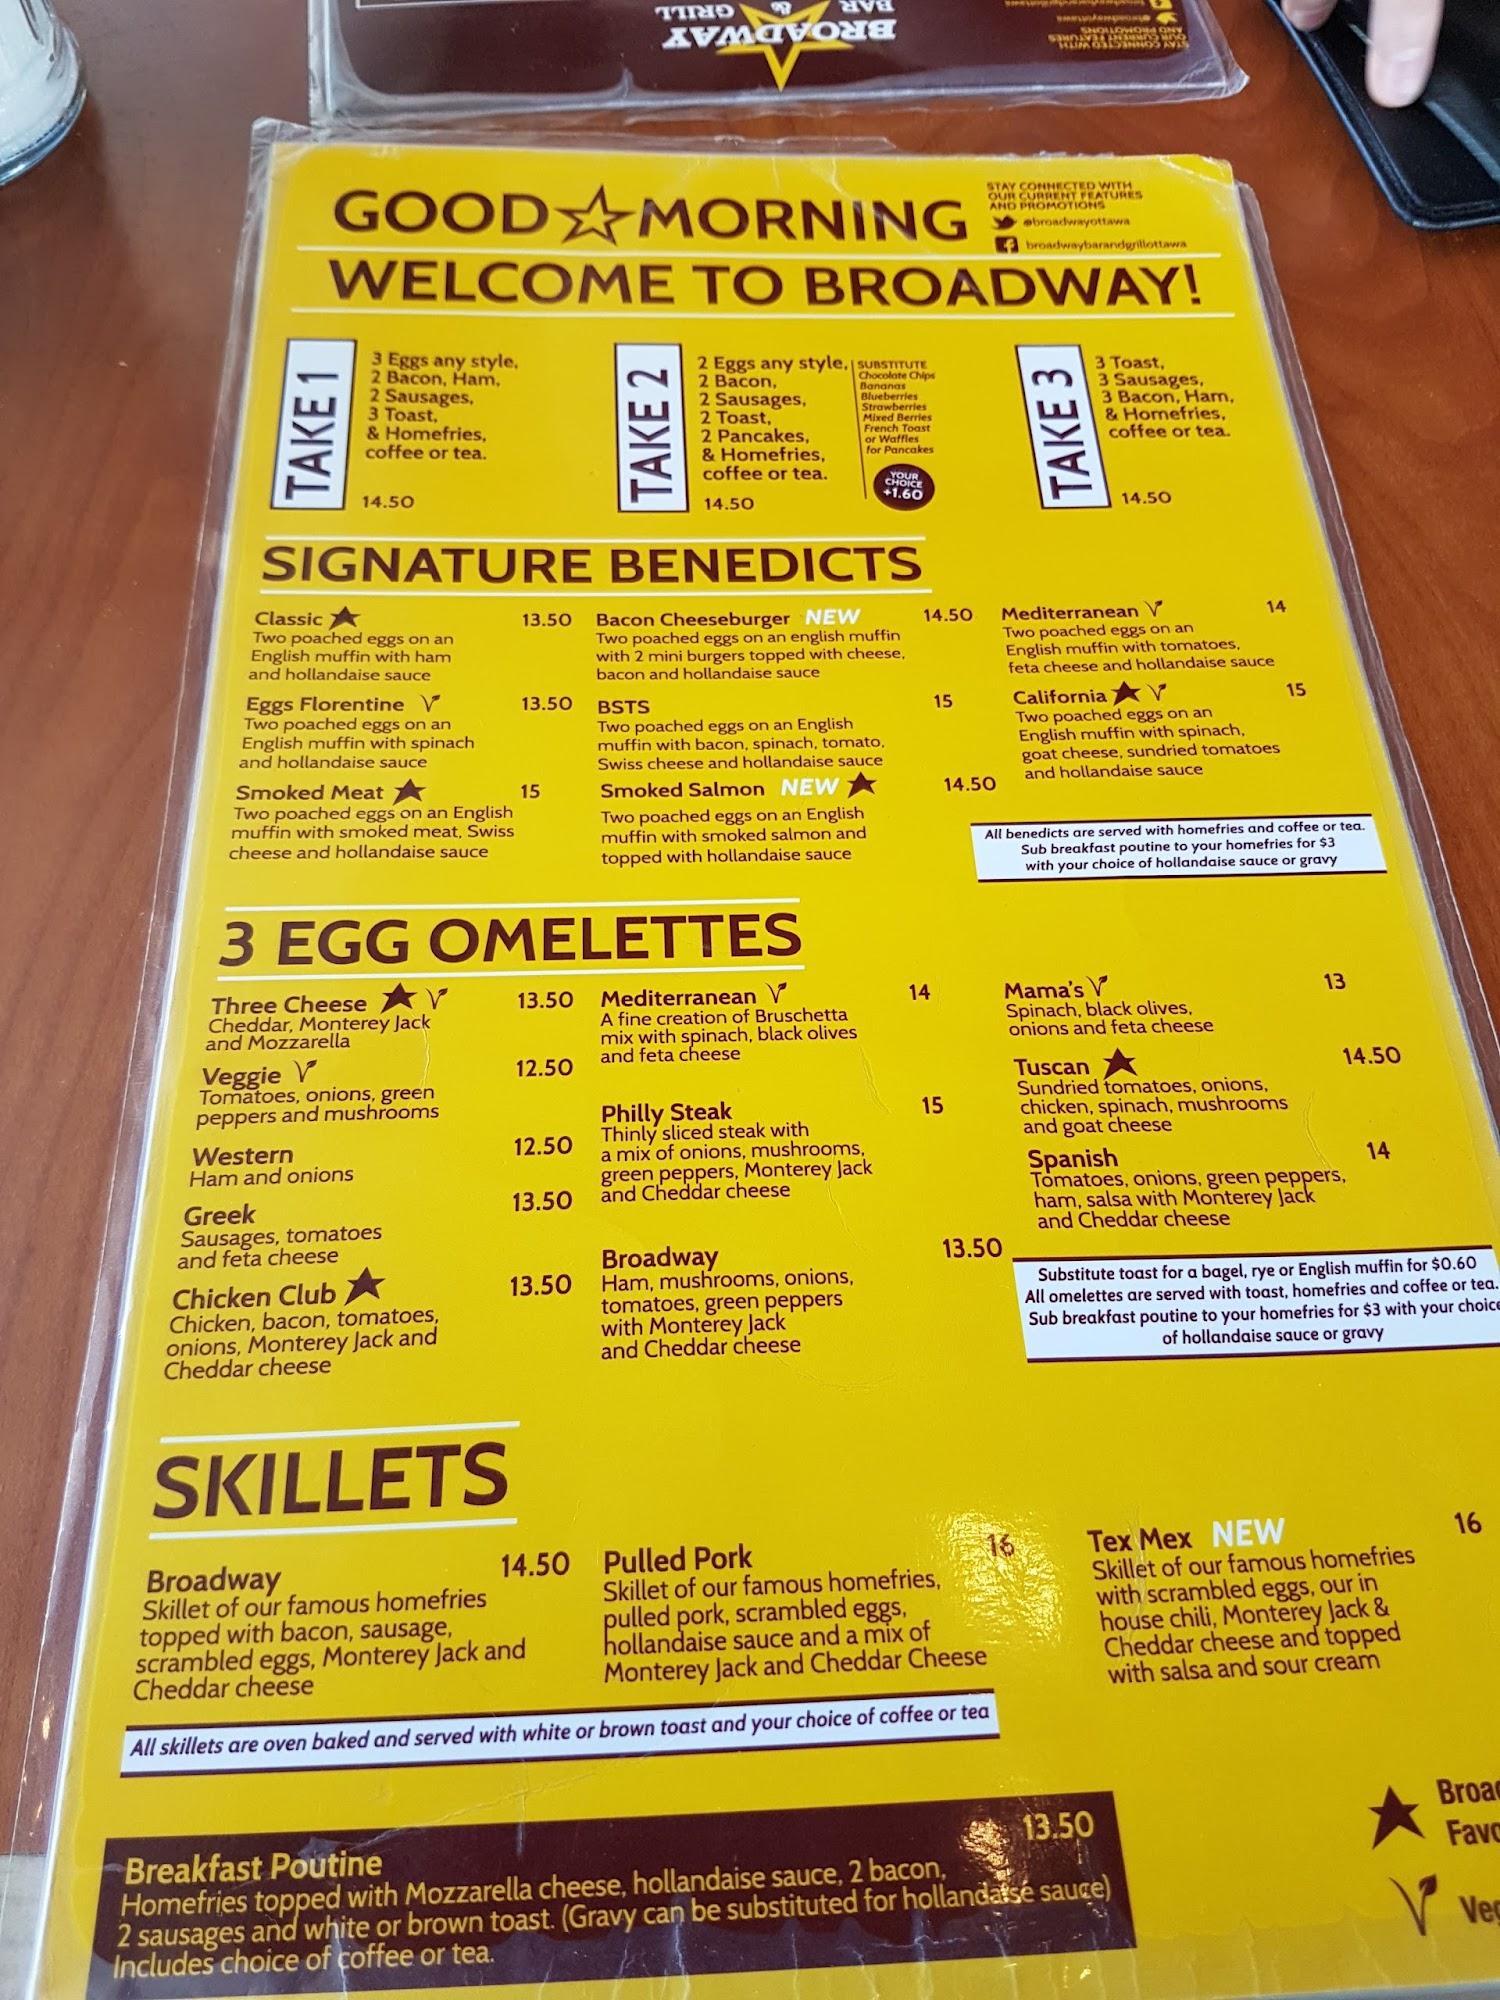 BROADWAY
BAR &
GRILL
STAY CONNECTED WITH
OUR CURRENT FEATURES
AND PROMOTIONS
@broadwayottawa
broadwaybarandgrillottawa
GOOD MORNING
STAY CONNECTED WITH
OUR CURRENT FEATURES
AND PROMOTIONS
@broadwayottawa
broadwaybarandgrillottawa
WELCOME TO BROADWAY!
TAKE 1
3 Eggs any style,
2 Bacon, Ham,
2 Sausages,
3 Toast,
& Homefries,
coffee or tea.
14.50
TAKE 2
2 Eggs any style,
2 Bacon,
2 Sausages,
2 Toast,
2 Pancakes,
& Homefries,
coffee or tea.
14.50
SUBSTITUTE
Chocolate Chips
Bananas
Blueberries
Strawberries
Mixed Berries
French Toast
or Waffles
for Pancakes
YOUR
CHOICE
+1.60
TAKE 3
3 Toast,
3 Sausages,
3 Bacon, Ham,
& Homefries,
coffee or tea.
14.50
SIGNATURE BENEDICTS
Classic 13.50
Two poached eggs on an
English muffin with ham
and hollandaise sauce
Eggs Florentine 13.50
Two poached eggs on an
English muffin with spinach
and hollandaise sauce
Smoked Meat 15
Two poached eggs on an English
muffin with smoked meat, Swiss
cheese and hollandaise sauce
Bacon Cheeseburger NEW 14.50
Two poached eggs on an english muffin
with 2 mini burgers topped with cheese,
bacon and hollandaise sauce
BSTS 15
Two poached eggs on an English
muffin with bacon, spinach, tomato,
Swiss cheese and hollandaise sauce
Smoked Salmon NEW 14.50
Two poached eggs on an English
muffin with smoked salmon and
topped with hollandaise sauce
Mediterranean 14
Two poached eggs on an
English muffin with tomatoes,
feta cheese and hollandaise sauce
California 15
Two poached eggs on an
English muffin with spinach,
goat cheese, sundried tomatoes
and hollandaise sauce
All benedicts are served with homefries and coffee or tea.
Sub breakfast poutine to your homefries for $3
with your choice of hollandaise sauce or gravy
3 EGG OMELETTES
Three Cheese 13.50
Cheddar, Monterey Jack
and Mozzarella
Veggie 12.50
Tomatoes, onions, green
peppers and mushrooms
Western 12.50
Ham and onions
Greek 13.50
Sausages, tomatoes
and feta cheese
Chicken Club 13.50
Chicken, bacon, tomatoes,
onions, Monterey Jack and
Cheddar cheese
Mediterranean 14
A fine creation of Bruschetta
mix with spinach, black olives
and feta cheese
Philly Steak 15
Thinly sliced steak with
a mix of onions, mushrooms,
green peppers, Monterey Jack
and Cheddar cheese
Broadway 13.50
Ham, mushrooms, onions,
tomatoes, green peppers
with Monterey Jack
and Cheddar cheese
Mama's 13
Spinach, black olives,
onions and feta cheese
Tuscan 14.50
Sundried tomatoes, onions,
chicken, spinach, mushrooms
and goat cheese
Spanish 14
Tomatoes, onions, green peppers,
ham, salsa with Monterey Jack
and Cheddar cheese
Substitute toast for a bagel, rye or English muffin for $0.60
All omelettes are served with toast, homefries and coffee or tea.
Sub breakfast poutine to your homefries for $3 with your choice
of hollandaise sauce or gravy
SKILLETS
Broadway 14.50
Skillet of our famous homefries
topped with bacon, sausage,
scrambled eggs, Monterey Jack and
Cheddar cheese
Pulled Pork 16
Skillet of our famous homefries,
pulled pork, scrambled eggs,
hollandaise sauce and a mix of
Monterey Jack and Cheddar Cheese
Tex Mex NEW 16
Skillet of our famous homefries
with scrambled eggs, our in
house chili, Monterey Jack &
Cheddar cheese and topped
with salsa and sour cream
All skillets are oven baked and served with white or brown toast and your choice of coffee or tea
Breakfast Poutine 13.50
Homefries topped with Mozzarella cheese, hollandaise sauce, 2 bacon,
2 sausages and white or brown toast. (Gravy can be substituted for hollandaise sauce)
Includes choice of coffee or tea.
Broa
Favo
Veg